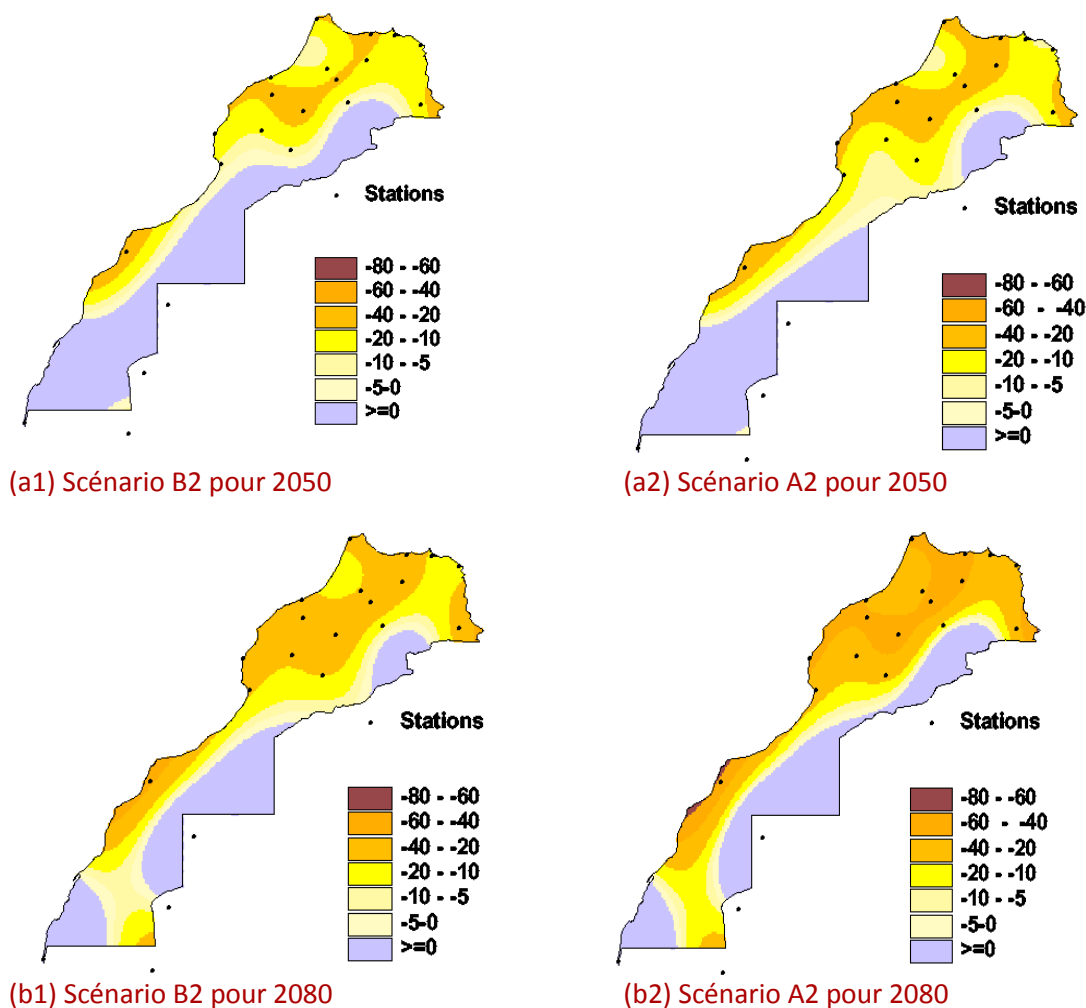 Stations
-80 - -60
-60 - -40
-40 - -20
-20 - -10
-10 - -5
-5-0
>=0
(a1) Scénario B2 pour 2050
Stations
-80 - -60
-60 - -40
-40 - -20
-20 - -10
-10 - -5
-5-0
>=0
(a2) Scénario A2 pour 2050
Stations
-80 - -60
-60 - -40
-40 - -20
-20 - -10
-10 - -5
-5-0
>=0
(b1) Scénario B2 pour 2080
Stations
-80 - -60
-60 - -40
-40 - -20
-20 - -10
-10 - -5
-5-0
>=0
(b2) Scénario A2 pour 2080